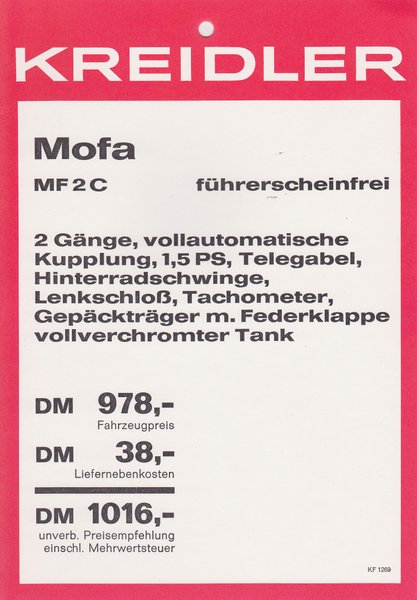 KREIDLER
Mofa
MF 2 C führerscheinfrei
2 Gänge, vollautomatische
Kupplung, 1,5 PS, Telegabel,
Hinterradschwinge,
Lenkschloß, Tachometer,
Gepäckträger m. Federklappe
vollverchromter Tank
DM 978,-
Fahrzeugpreis
DM 38,-
Liefernebenkosten
DM 1016,-
unverb. Preisempfehlung
einschl. Mehrwertsteuer
KF 1269